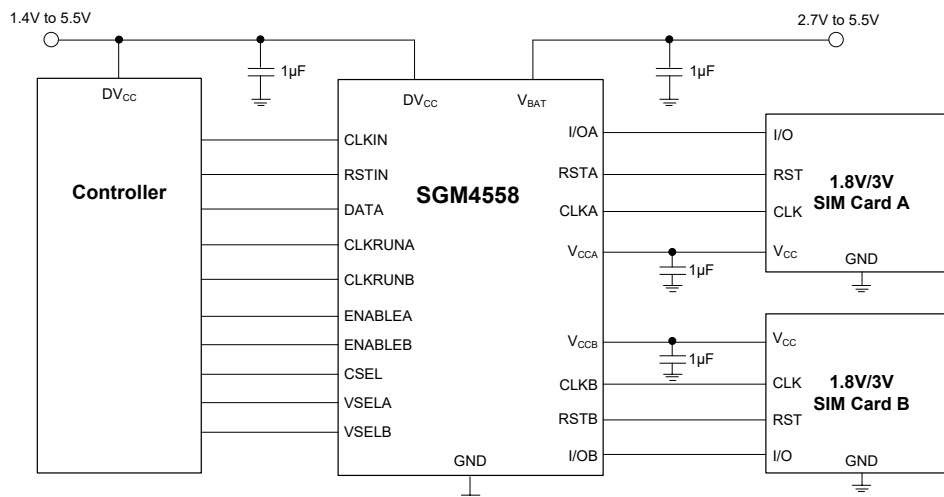 1.4V to 5.5V
2.7V to 5.5V
1μF
1μF
DVCC
Controller
DVCC
VBAT
SGM4558
CLKIN
RSTIN
DATA
CLKRUNA
CLKRUNB
ENABLEA
ENABLEB
CSEL
VSELA
VSELB
GND
I/OA
RSTA
CLKA
VCCA
1μF
VCCB
1μF
CLKB
RSTB
I/OB
I/O
RST
CLK
VCC
1.8V/3V
SIM Card A
GND
VCC
CLK
RST
I/O
1.8V/3V
SIM Card B
GND